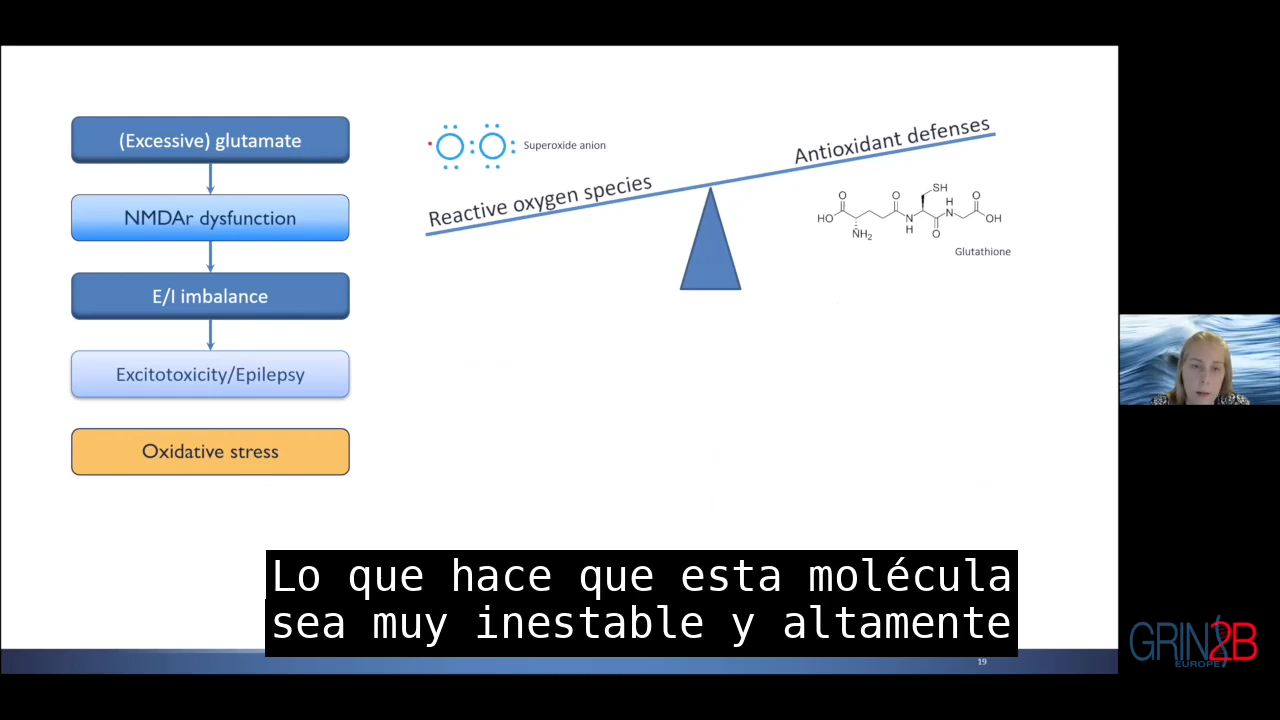 (Excessive) glutamate
NMDAr dysfunction
E/I imbalance
Excitotoxicity/Epilepsy
Oxidative stress
Superoxide anion
Reactive oxygen species
Antioxidant defenses
O
HO
NH₂
O
N
H
SH
O
H
N
O
OH
Glutathione
Lo que hace que esta molécula
sea muy inestable y altamente
19
GRIN2B
EUROPE